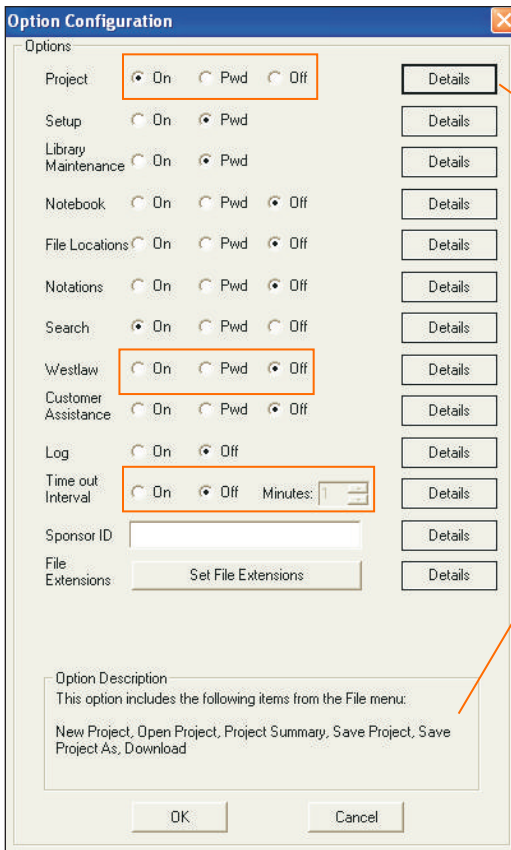 Option Configuration
Options
Project On Pwd Off Details
Setup On Pwd Details
Library
Maintenance On Pwd Details
Notebook On Pwd Off Details
File Locations On Pwd Off Details
Notations On Pwd Off Details
Search On Pwd Off Details
Westlaw On Pwd Off Details
Customer
Assistance On Pwd Off Details
Log On Off Details
Time out
Interval On Off Minutes: 1 Details
Sponsor ID Details
File
Extensions Set File Extensions Details
Option Description
This option includes the following items from the File menu:
New Project, Open Project, Project Summary, Save Project, Save
Project As, Download
OK Cancel